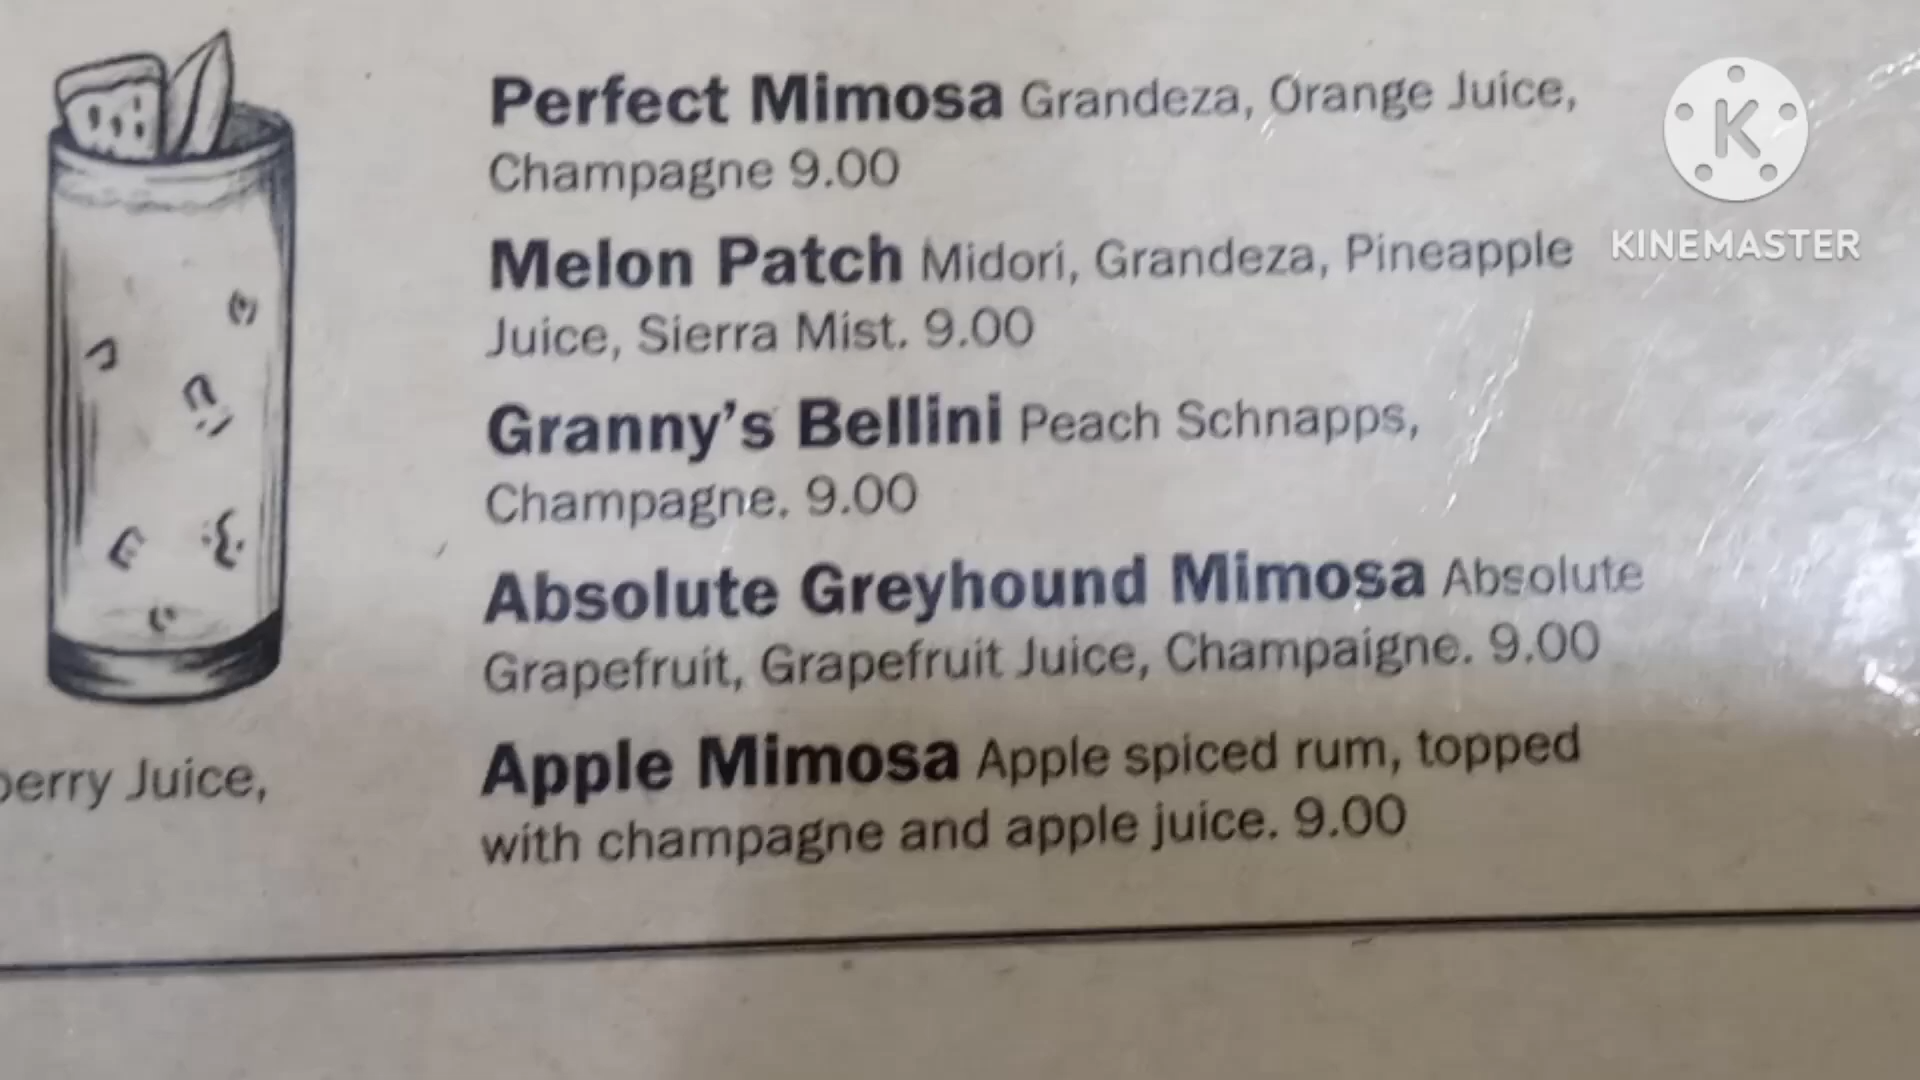 Perfect Mimosa Grandeza, Orange Juice,
Champagne 9.00
Melon Patch Midori, Grandeza, Pineapple
Juice, Sierra Mist. 9.00
Granny's Bellini Peach Schnapps,
Champagne. 9.00
Absolute Greyhound Mimosa Absolute
Grapefruit, Grapefruit Juice, Champaigne. 9.00
Apple Mimosa Apple spiced rum, topped
with champagne and apple juice. 9.00
berry Juice,
K
KINEMASTER